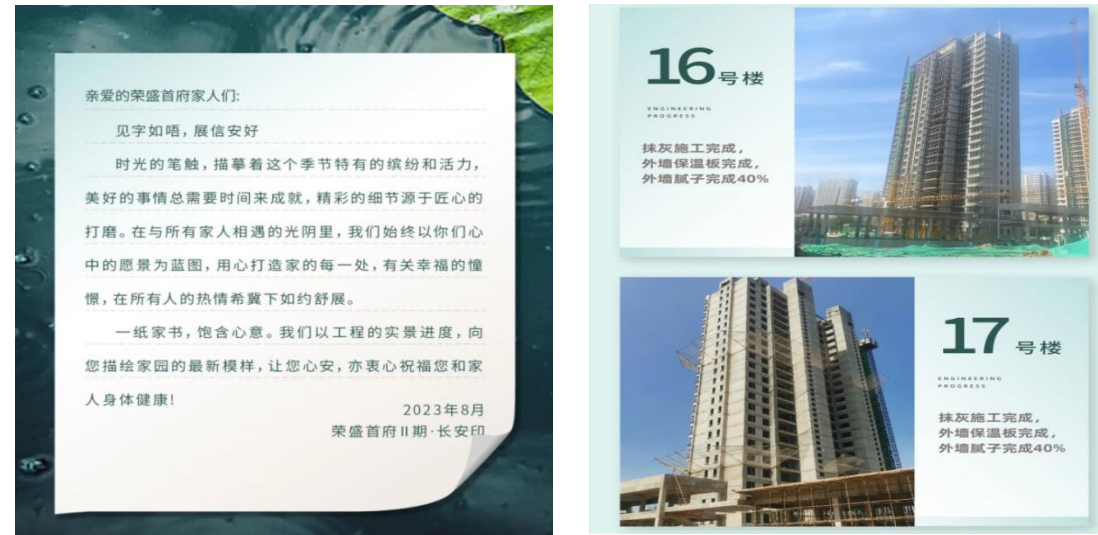 亲爱的荣盛首府家人们:
见字如唔，展信安好
时光的笔触，描摹着这个季节特有的缤纷和活力，
美好的事情总需要时间来成就，精彩的细节源于匠心的
打磨。在与所有家人相遇的光阴里，我们始终以你们心
中的愿景为蓝图，用心打造家的每一处，有关幸福的憧
憬，在所有人的热情希冀下如约舒展。
一纸家书，饱含心意。我们以工程的实景进度，向
您描绘家园的最新模样，让您心安，亦衷心祝福您和家
人身体健康！
2023年8月
荣盛首府II期·长安印
16号楼
ENGINEERING
PROGRESS
抹灰施工完成，
外墙保温板完成，
外墙腻子完成40%
17号楼
ENGINEERING
PROGRESS
抹灰施工完成，
外墙保温板完成，
外墙腻子完成40%